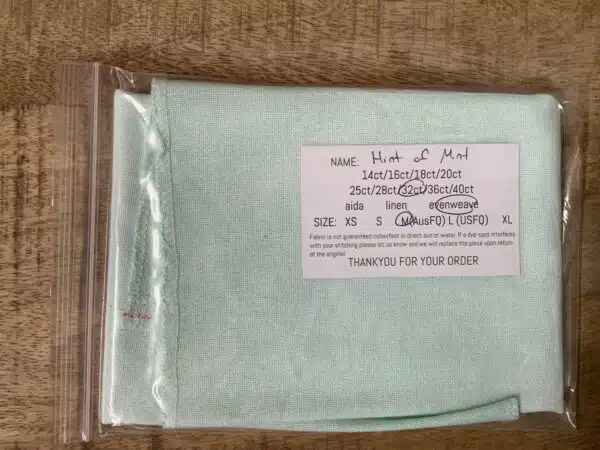 NAME: Hint of Mint
14ct/16ct/18ct/20ct
25ct/28ct/32ct/36ct/40ct
aida linen evenweave
SIZE: XS S M(AusFQ) L (USFQ) XL
Fabric is not guaranteed colourfast in direct sun or water. If a dye spot interferes
with your stitching please let us know and we will replace the piece upon return
of the original.
THANKYOU FOR YOUR ORDER